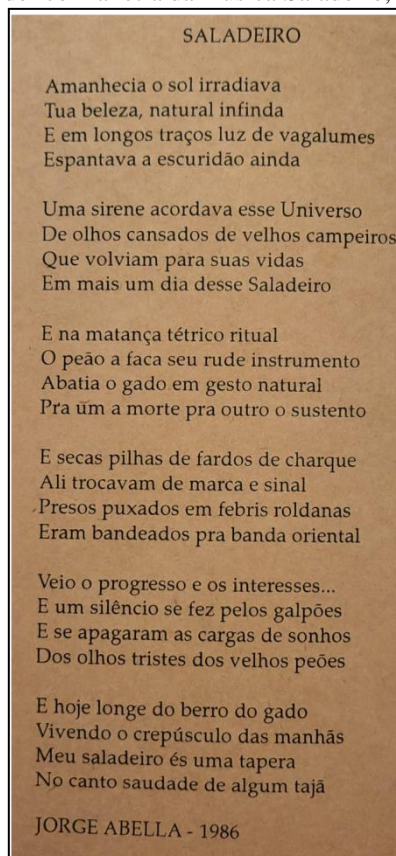 SALADEIRO
Amanhecia o sol irradiava
Tua beleza, natural infinda
E em longos traços luz de vagalumes
Espantava a escuridão ainda
Uma sirene acordava esse Universo
De olhos cansados de velhos campeiros
Que volviam para suas vidas
Em mais um dia desse Saladeiro
E na matança tétrico ritual
O peão a faca seu rude instrumento
Abatia o gado em gesto natural
Pra um a morte pra outro o sustento
E secas pilhas de fardos de charque
Ali trocavam de marca e sinal
Presos puxados em febris roldanas
Eram bandeados pra banda oriental
Veio o progresso e os interesses...
E um silêncio se fez pelos galpões
E se apagaram as cargas de sonhos
Dos olhos tristes dos velhos peões
E hoje longe do berro do gado
Vivendo o crepúsculo das manhãs
Meu saladeiro és uma tapera
No canto saudade de algum tajã
JORGE ABELLA - 1986